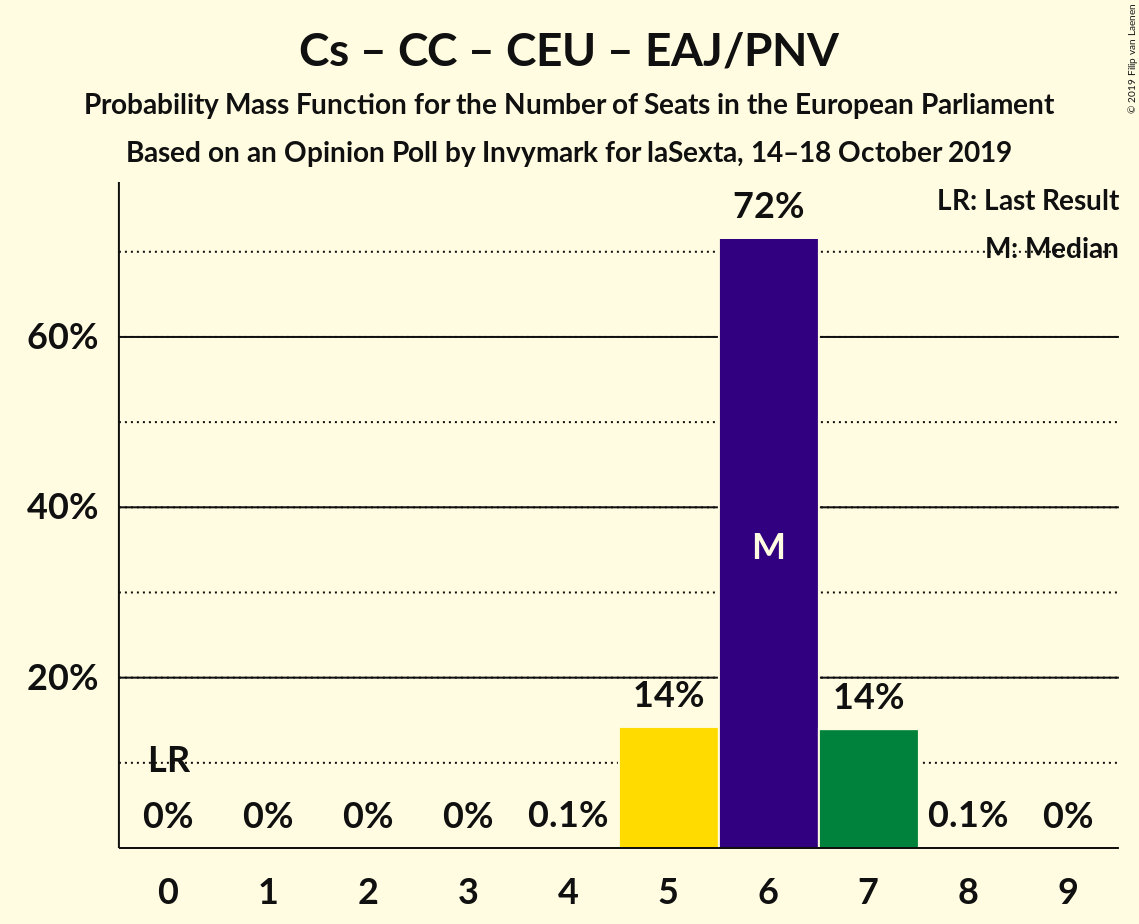 Cs – CC – CEU – EAJ/PNV
Probability Mass Function for the Number of Seats in the European Parliament
Based on an Opinion Poll by Invymark for laSexta, 14–18 October 2019
© 2019 Filip van Laenen
LR: Last Result
M: Median
72%
60%
40%
M
20%
14%
14%
LR
0%
0%
0%
0%
0.1%
0.1%
0%
0 1 2 3 4 5 6 7 8 9